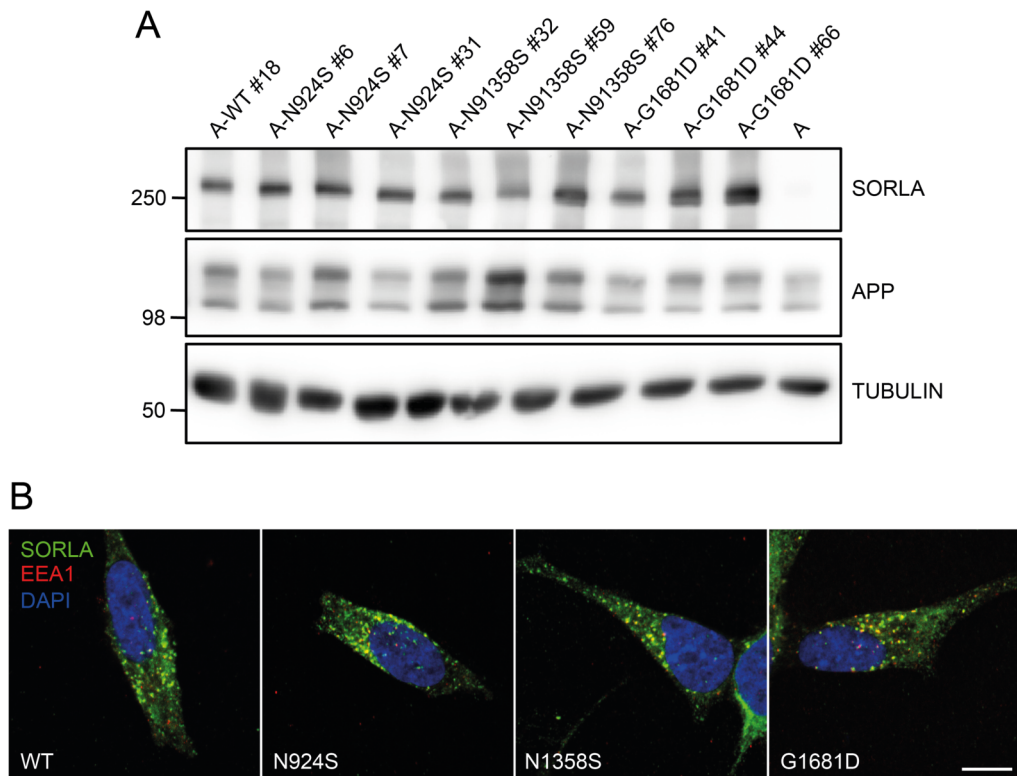 A
A-WT #18
A-N924S #6
A-N924S #7
A-N924S #31
A-N91358S #32
A-N91358S #59
A-N91358S #76
A-G1681D #41
A-G1681D #44
A-G1681D #66
A
250
SORLA
APP
98
TUBULIN
50
B
SORLA
EEA1
DAPI
WT
N924S
N1358S
G1681D